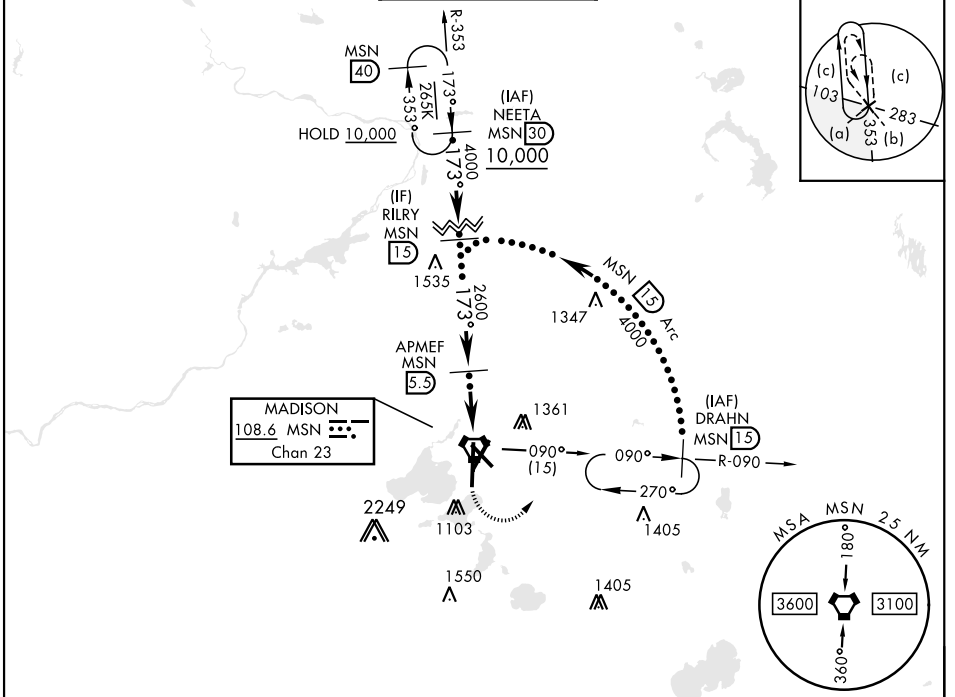 R-353
MSN
40
173°
265K
353°
(IAF)
NEETA
MSN 30
10,000
HOLD 10,000
4000
173°
(c)
(c)
103
283
(a)
(b)
353
(IF)
RILRY
MSN
15
1535
2600
173°
MSN 15 Arc
4000
1347
APMEF
MSN
5.5
(IAF)
DRAHN
MSN 15
MADISON
108.6 MSN
Chan 23
1361
090°
(15)
090°
R-090
270°
2249
1103
1405
1550
1405
MSA MSN 25 NM
180°
3600
3100
360°